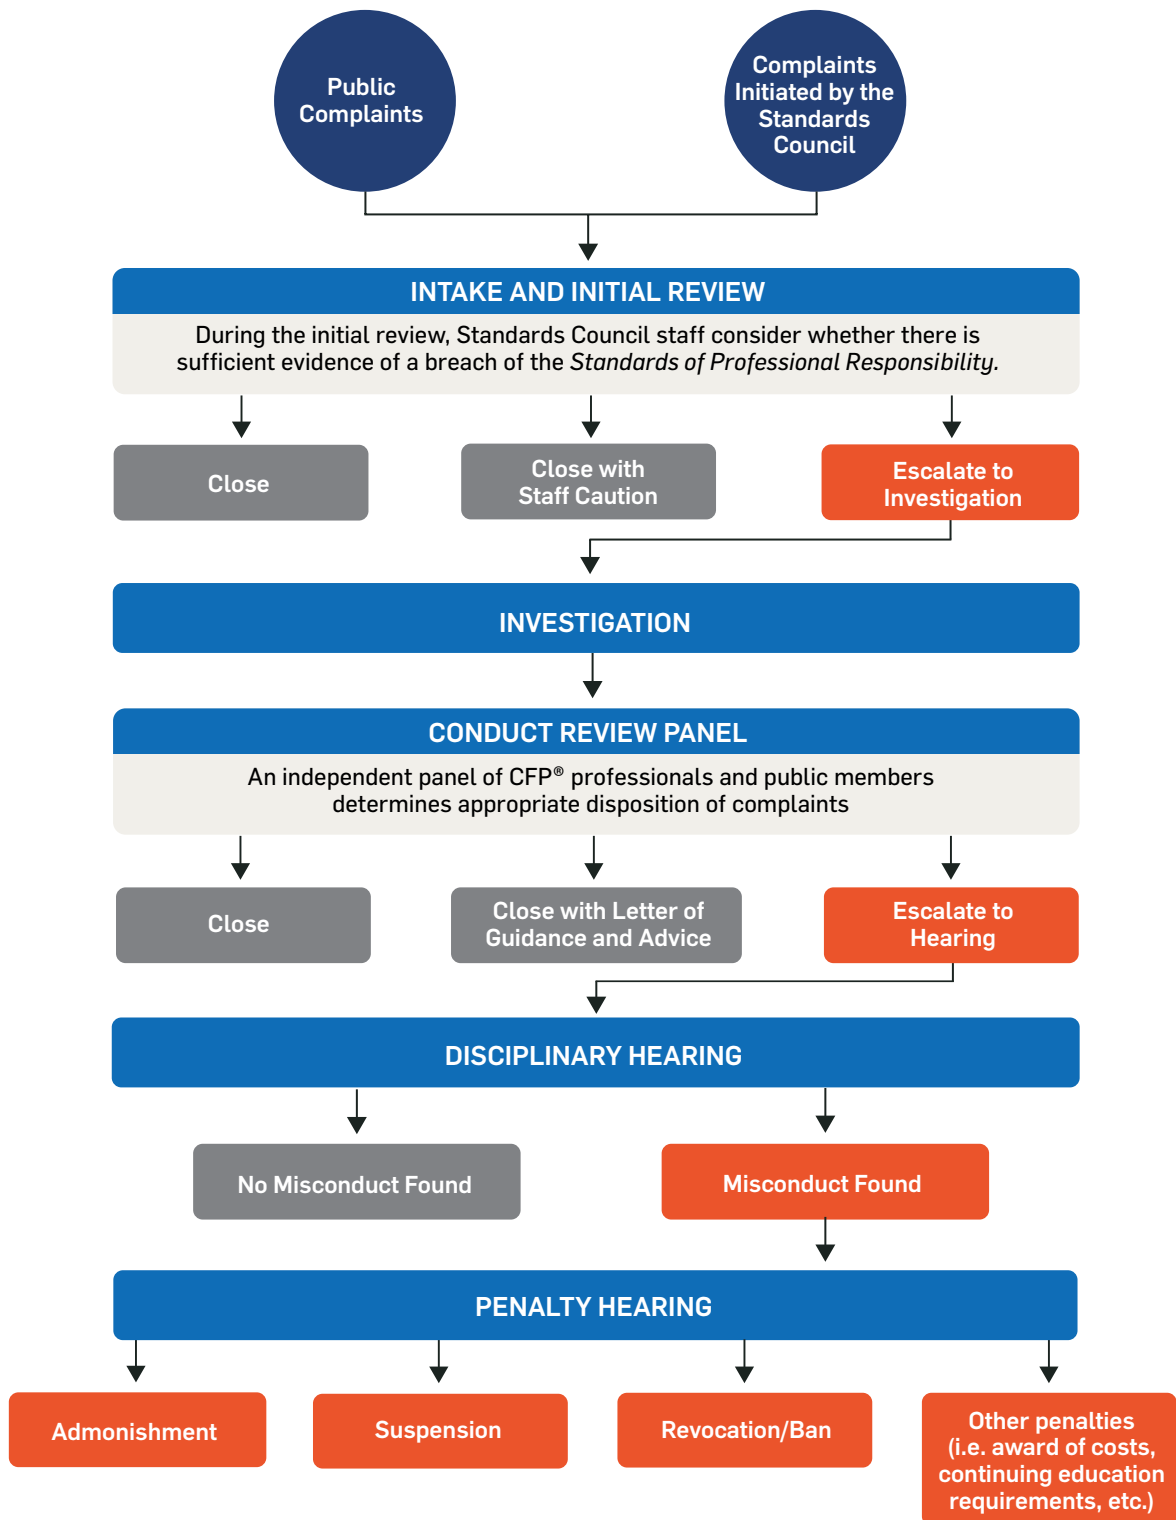 Public
Complaints
Complaints
Initiated by the
Standards
Council
INTAKE AND INITIAL REVIEW
During the initial review, Standards Council staff consider whether there is
sufficient evidence of a breach of the Standards of Professional Responsibility.
Close
Close with
Staff Caution
Escalate to
Investigation
INVESTIGATION
CONDUCT REVIEW PANEL
An independent panel of CFP® professionals and public members
determines appropriate disposition of complaints
Close
Close with Letter of
Guidance and Advice
Escalate to
Hearing
DISCIPLINARY HEARING
No Misconduct Found
Misconduct Found
PENALTY HEARING
Admonishment
Suspension
Revocation/Ban
Other penalties
(i.e. award of costs,
continuing education
requirements, etc.)